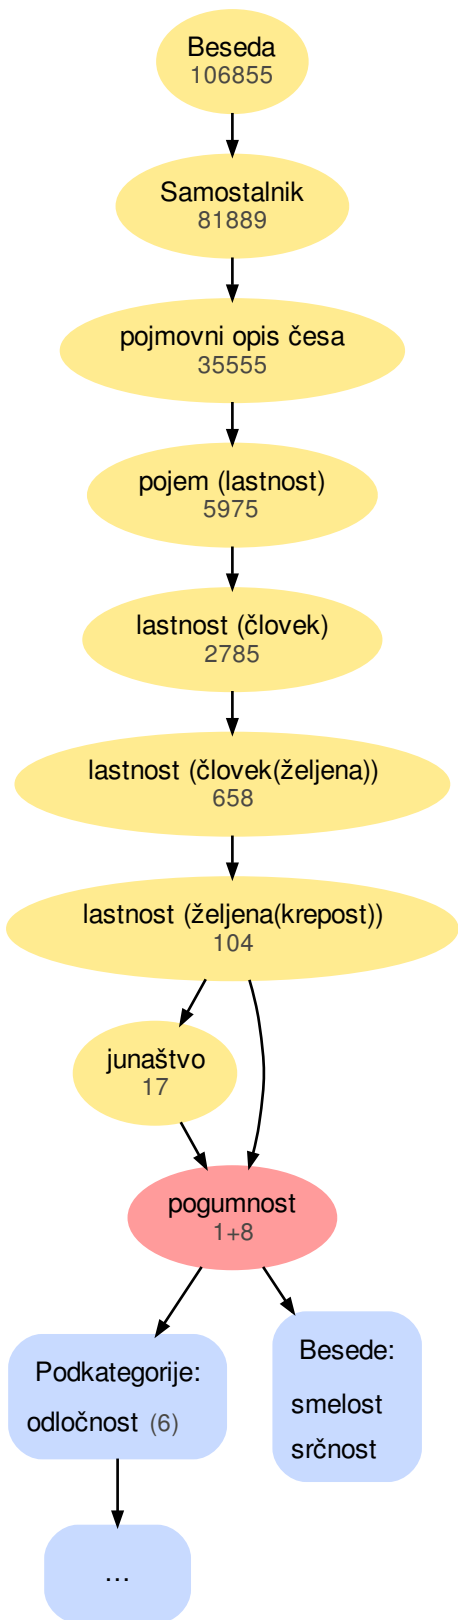 Beseda
106855
Samostalnik
81889
pojmovni opis česa
35555
pojem (lastnost)
5975
lastnost (človek)
2785
lastnost (človek(željena))
658
lastnost (željena(krepost))
104
junaštvo
17
pogumnost
1+8
Podkategorije:
odločnost (6)
Besede:
smelost
srčnost
…